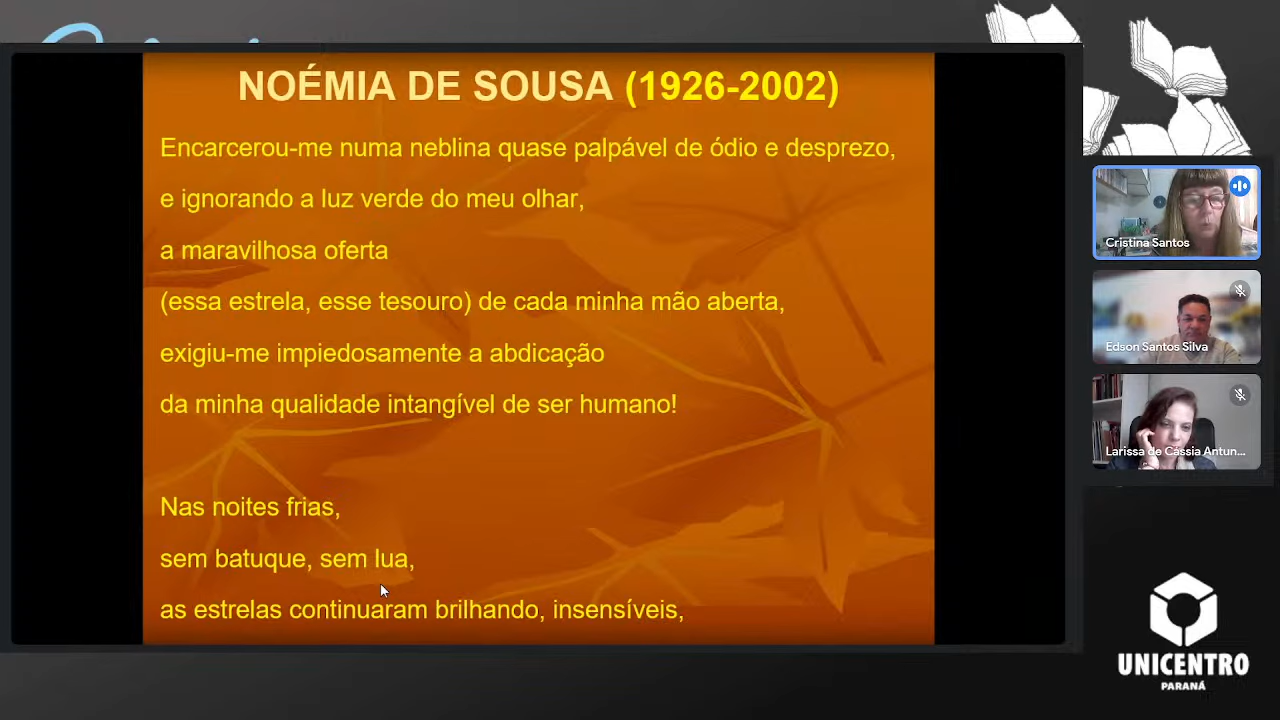 NOÉMIA DE SOUSA (1926-2002)
Encarcerou-me numa neblina quase palpável de ódio e desprezo,
e ignorando a luz verde do meu olhar,
a maravilhosa oferta
(essa estrela, esse tesouro) de cada minha mão aberta,
exigiu-me impiedosamente a abdicação
da minha qualidade intangível de ser humano!
Nas noites frias,
sem batuque, sem lua,
as estrelas continuaram brilhando, insensíveis,
Cristina Santos
Edson Santos Silva
Larissa de Cássia Antun...
UNICENTRO
PARANÁ